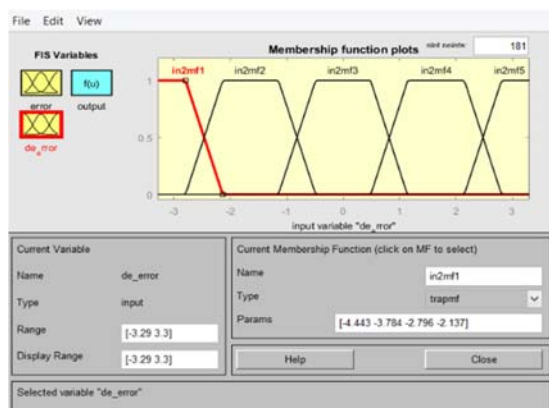 File Edit View
FIS Variables
Membership function plots
181
in2mf1 in2mf2 in2mf3 in2mf4 in2mf5
f(u)
error output
de_error
1
0.5
0
-3 -2 -1 0 1 2 3
input variable "de_rror"
Current Variable
Name de_error
Type input
Range [-3.29 3.3]
Display Range [-3.29 3.3]
Current Membership Function (click on MF to select)
Name in2mf1
Type trapmf
Params [-4.443 -3.784 -2.796 -2.137]
Help Close
Selected variable "de_error"